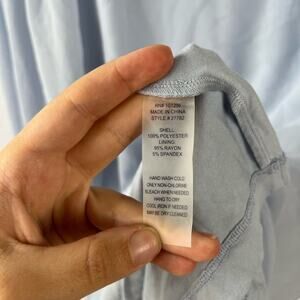 RN# 101299
MADE IN CHINA
STYLE # 27782
SHELL:
100% POLYESTER
LINING:
95% RAYON
5% SPANDEX
HAND WASH COLD
ONLY NON-CHLORINE
BLEACH WHEN NEEDED
HANG TO DRY
COOL IRON IF NEEDED
MAY BE DRY CLEANED